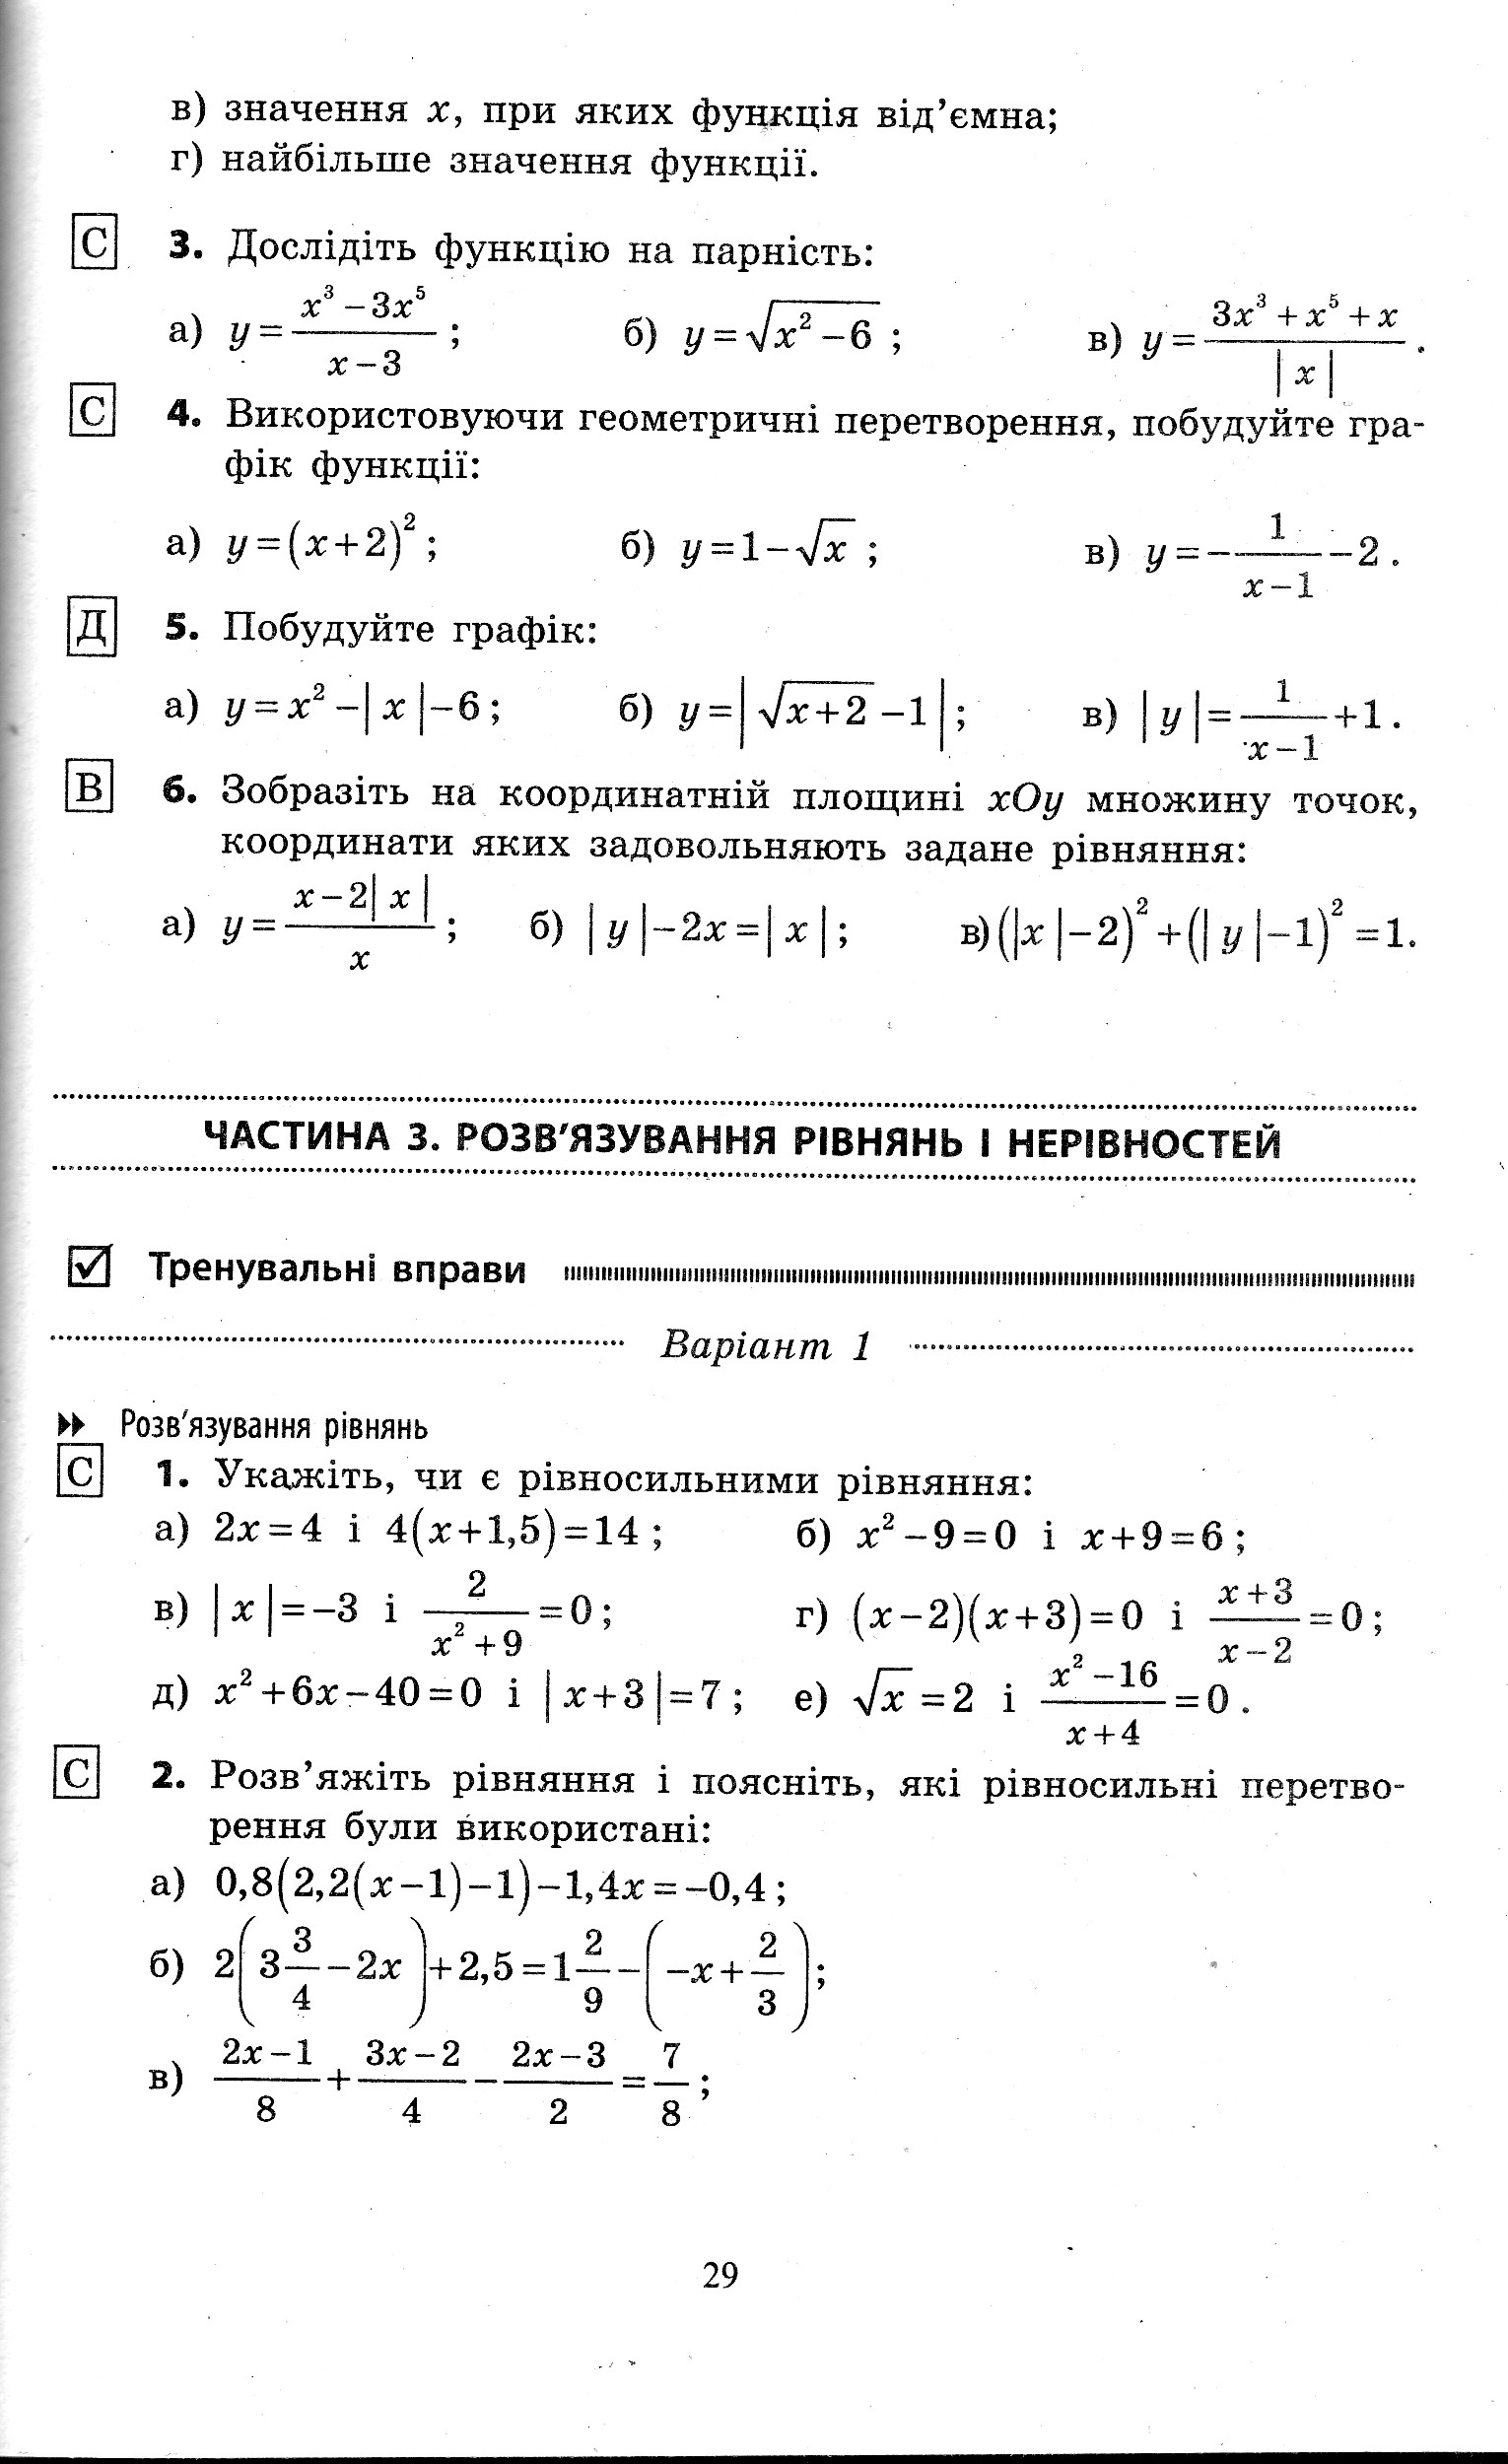 в) значення x, при яких функція від’ємна;
г) найбільше значення функції.
С 3. Дослідіть функцію на парність:
а) y = (x³ − 3x⁵)/(x − 3); б) y = √(x² − 6); в) y = (3x³ + x⁵ + x)/|x|.
С 4. Використовуючи геометричні перетворення, побудуйте гра-
фік функції:
а) y = (x + 2)²; б) y = 1 − √x; в) y = −1/(x − 1) − 2.
Д 5. Побудуйте графік:
а) y = x² − |x| − 6; б) y = |√(x + 2) − 1|; в) |y| = 1/(x − 1) + 1.
В 6. Зобразіть на координатній площині xOy множину точок,
координати яких задовольняють задане рівняння:
а) y = (x − 2|x|)/x; б) |y| − 2x = |x|; в) (|x| − 2)² + (|y| − 1)² = 1.
ЧАСТИНА 3. РОЗВ'ЯЗУВАННЯ РІВНЯНЬ І НЕРІВНОСТЕЙ
Тренувальні вправи
Варіант 1
Розв'язування рівнянь
С 1. Укажіть, чи є рівносильними рівняння:
а) 2x = 4 і 4(x + 1,5) = 14; б) x² − 9 = 0 і x + 9 = 6;
в) |x| = −3 і 2/(x² + 9) = 0; г) (x − 2)(x + 3) = 0 і (x + 3)/(x − 2) = 0;
д) x² + 6x − 40 = 0 і |x + 3| = 7; е) √x = 2 і (x² − 16)/(x + 4) = 0.
С 2. Розв’яжіть рівняння і поясніть, які рівносильні перетво-
рення були використані:
а) 0,8(2,2(x − 1) − 1) − 1,4x = −0,4;
б) 2(3 3/4 − 2x) + 2,5 = 1 2/9 − (−x + 2/3);
в) (2x − 1)/8 + (3x − 2)/4 − (2x − 3)/2 = 7/8;
29